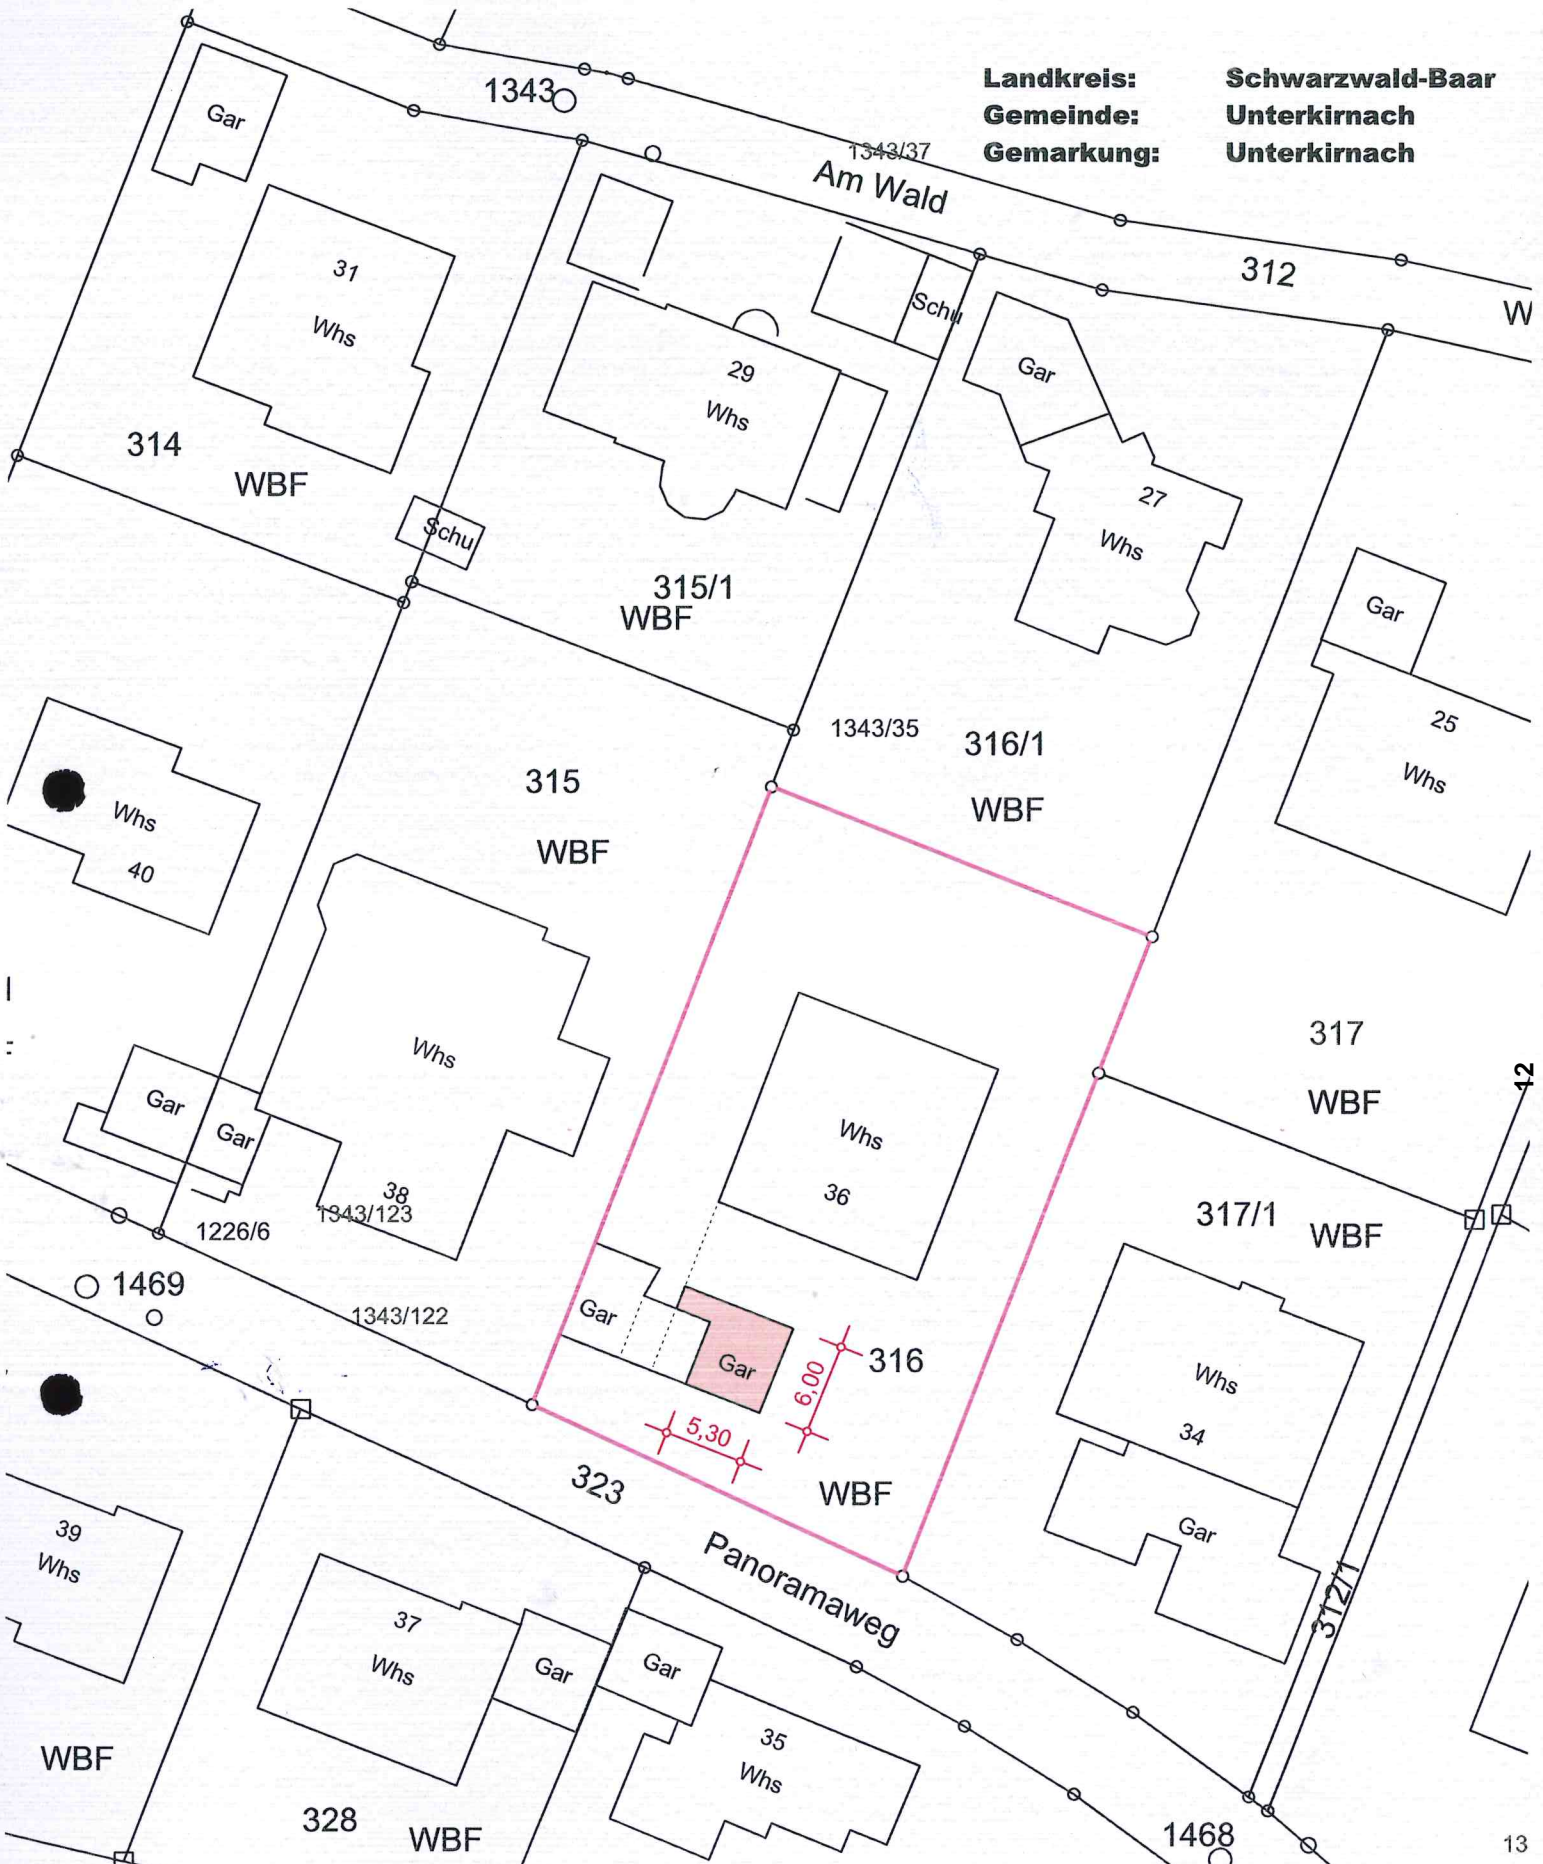 Landkreis: Schwarzwald-Baar
Gemeinde: Unterkirnach
Gemarkung: Unterkirnach
1343
Gar
1343/37
Am Wald
312
W
31
Whs
Schu
29
Whs
Gar
314
WBF
27
Whs
Schu
315/1
WBF
Gar
25
Whs
1343/35
316/1
WBF
315
WBF
Whs
40
317
WBF
12
Whs
38
Gar
Gar
Whs
36
1343/123
1226/6
317/1
WBF
1469
1343/122
Gar
Gar
6,00
316
5,30
WBF
Whs
34
Gar
323
Panoramaweg
312/1
39
Whs
37
Whs
Gar
Gar
35
Whs
WBF
328
WBF
1468
13